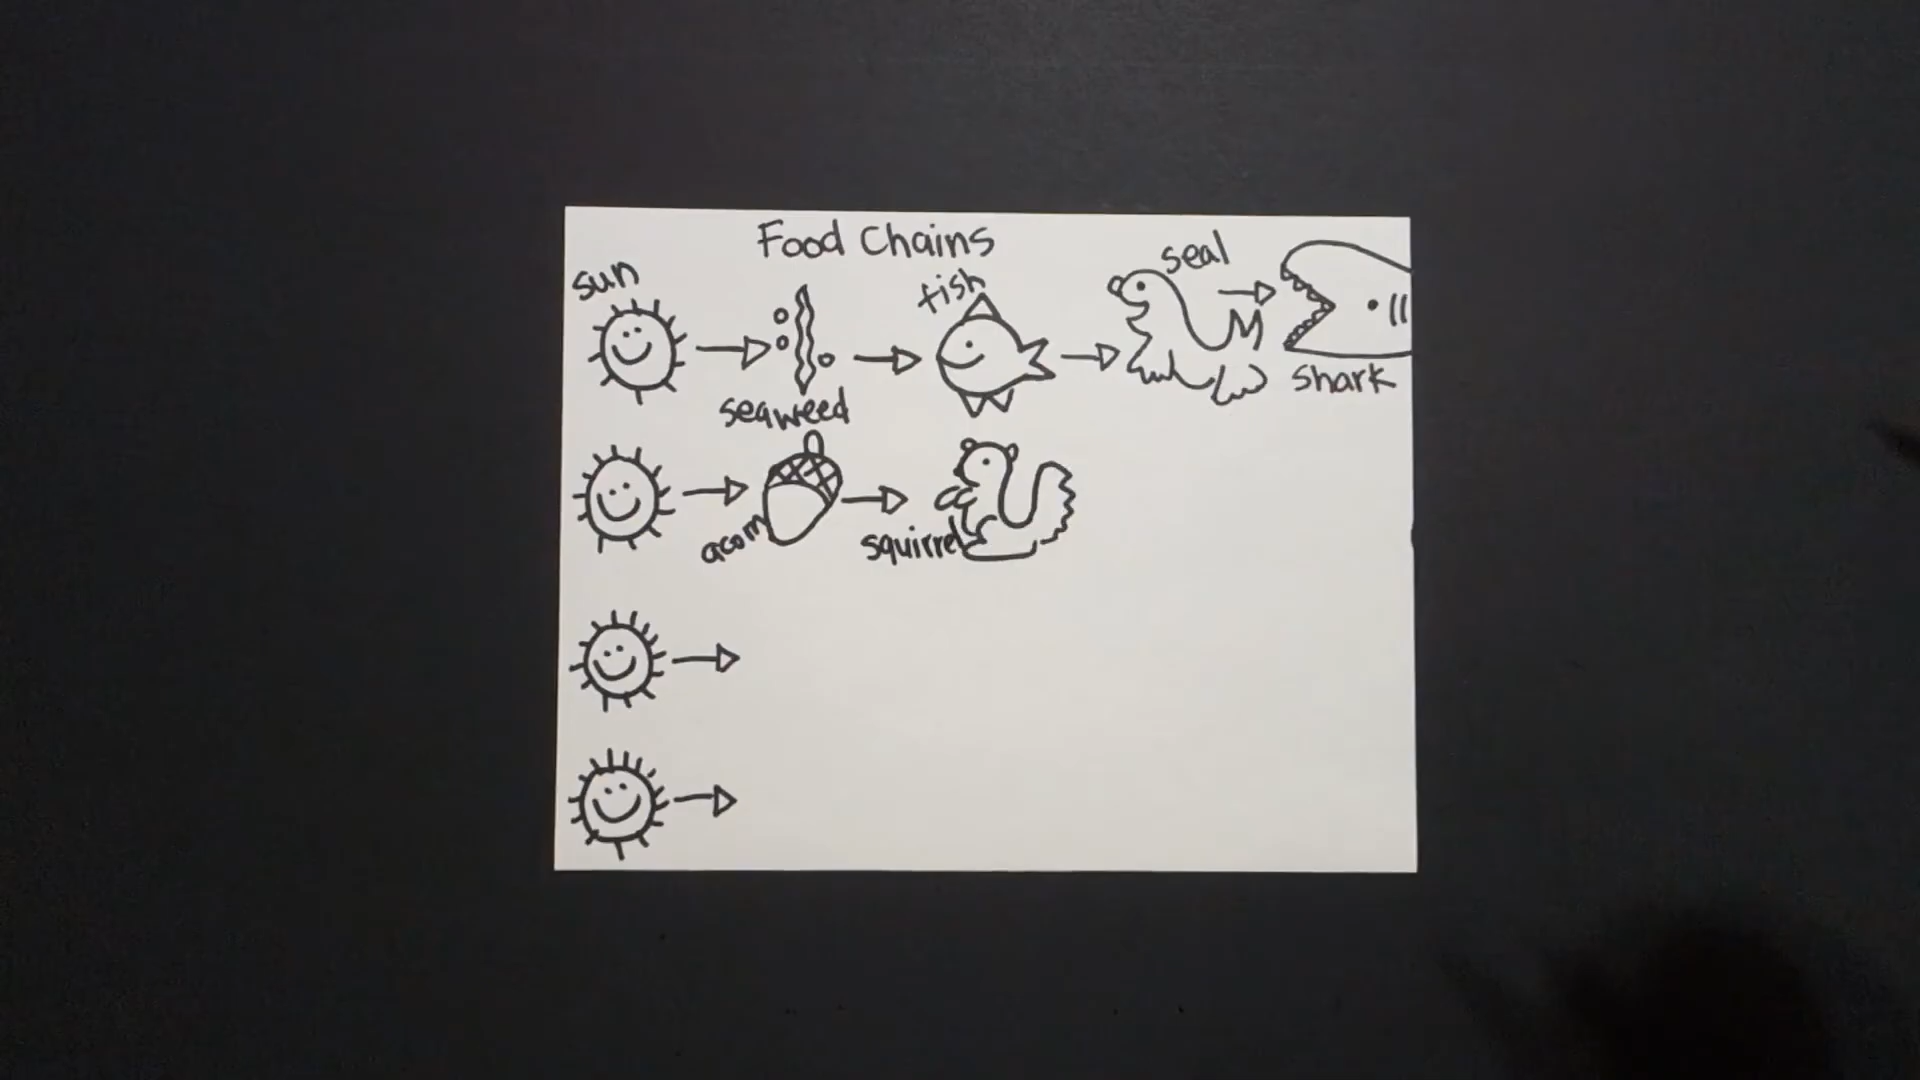 Food Chains
sun
seaweed
fish
seal
shark
acorn
squirrel